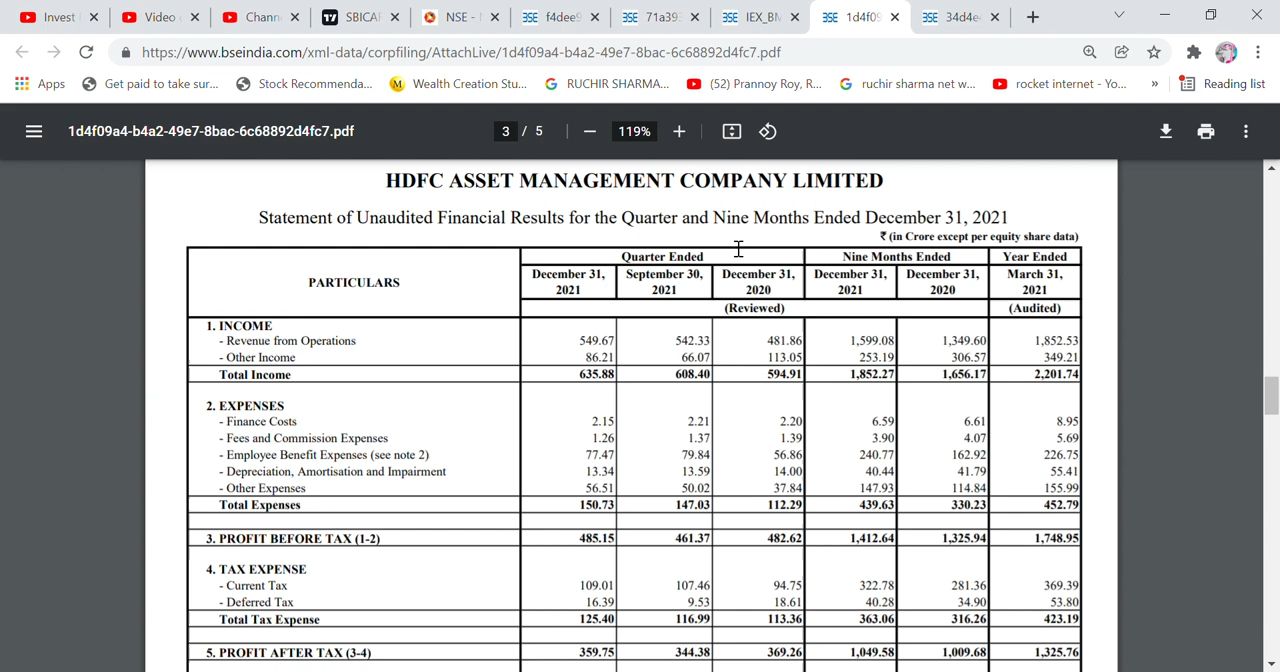 Invest
Video
Chann
SBICAP
NSE - N
f4dee9
71a393
IEX_BM
1d4f09
34d4e4
https://www.bseindia.com/xml-data/corpfiling/AttachLive/1d4f09a4-b4a2-49e7-8bac-6c68892d4fc7.pdf
Apps Get paid to take sur... Stock Recommenda... Wealth Creation Stu... RUCHIR SHARMA... (52) Prannoy Roy, R... ruchir sharma net w... rocket internet - Yo... » Reading list
1d4f09a4-b4a2-49e7-8bac-6c68892d4fc7.pdf 3 / 5 119%
HDFC ASSET MANAGEMENT COMPANY LIMITED
Statement of Unaudited Financial Results for the Quarter and Nine Months Ended December 31, 2021
₹ (in Crore except per equity share data)
PARTICULARS Quarter Ended Nine Months Ended Year Ended
December 31, 2021 September 30, 2021 December 31, 2020 December 31, 2021 December 31, 2020 March 31, 2021
(Reviewed) (Audited)
1. INCOME
- Revenue from Operations 549.67 542.33 481.86 1,599.08 1,349.60 1,852.53
- Other Income 86.21 66.07 113.05 253.19 306.57 349.21
Total Income 635.88 608.40 594.91 1,852.27 1,656.17 2,201.74
2. EXPENSES
- Finance Costs 2.15 2.21 2.20 6.59 6.61 8.95
- Fees and Commission Expenses 1.26 1.37 1.39 3.90 4.07 5.69
- Employee Benefit Expenses (see note 2) 77.47 79.84 56.86 240.77 162.92 226.75
- Depreciation, Amortisation and Impairment 13.34 13.59 14.00 40.44 41.79 55.41
- Other Expenses 56.51 50.02 37.84 147.93 114.84 155.99
Total Expenses 150.73 147.03 112.29 439.63 330.23 452.79
3. PROFIT BEFORE TAX (1-2) 485.15 461.37 482.62 1,412.64 1,325.94 1,748.95
4. TAX EXPENSE
- Current Tax 109.01 107.46 94.75 322.78 281.36 369.39
- Deferred Tax 16.39 9.53 18.61 40.28 34.90 53.80
Total Tax Expense 125.40 116.99 113.36 363.06 316.26 423.19
5. PROFIT AFTER TAX (3-4) 359.75 344.38 369.26 1,049.58 1,009.68 1,325.76